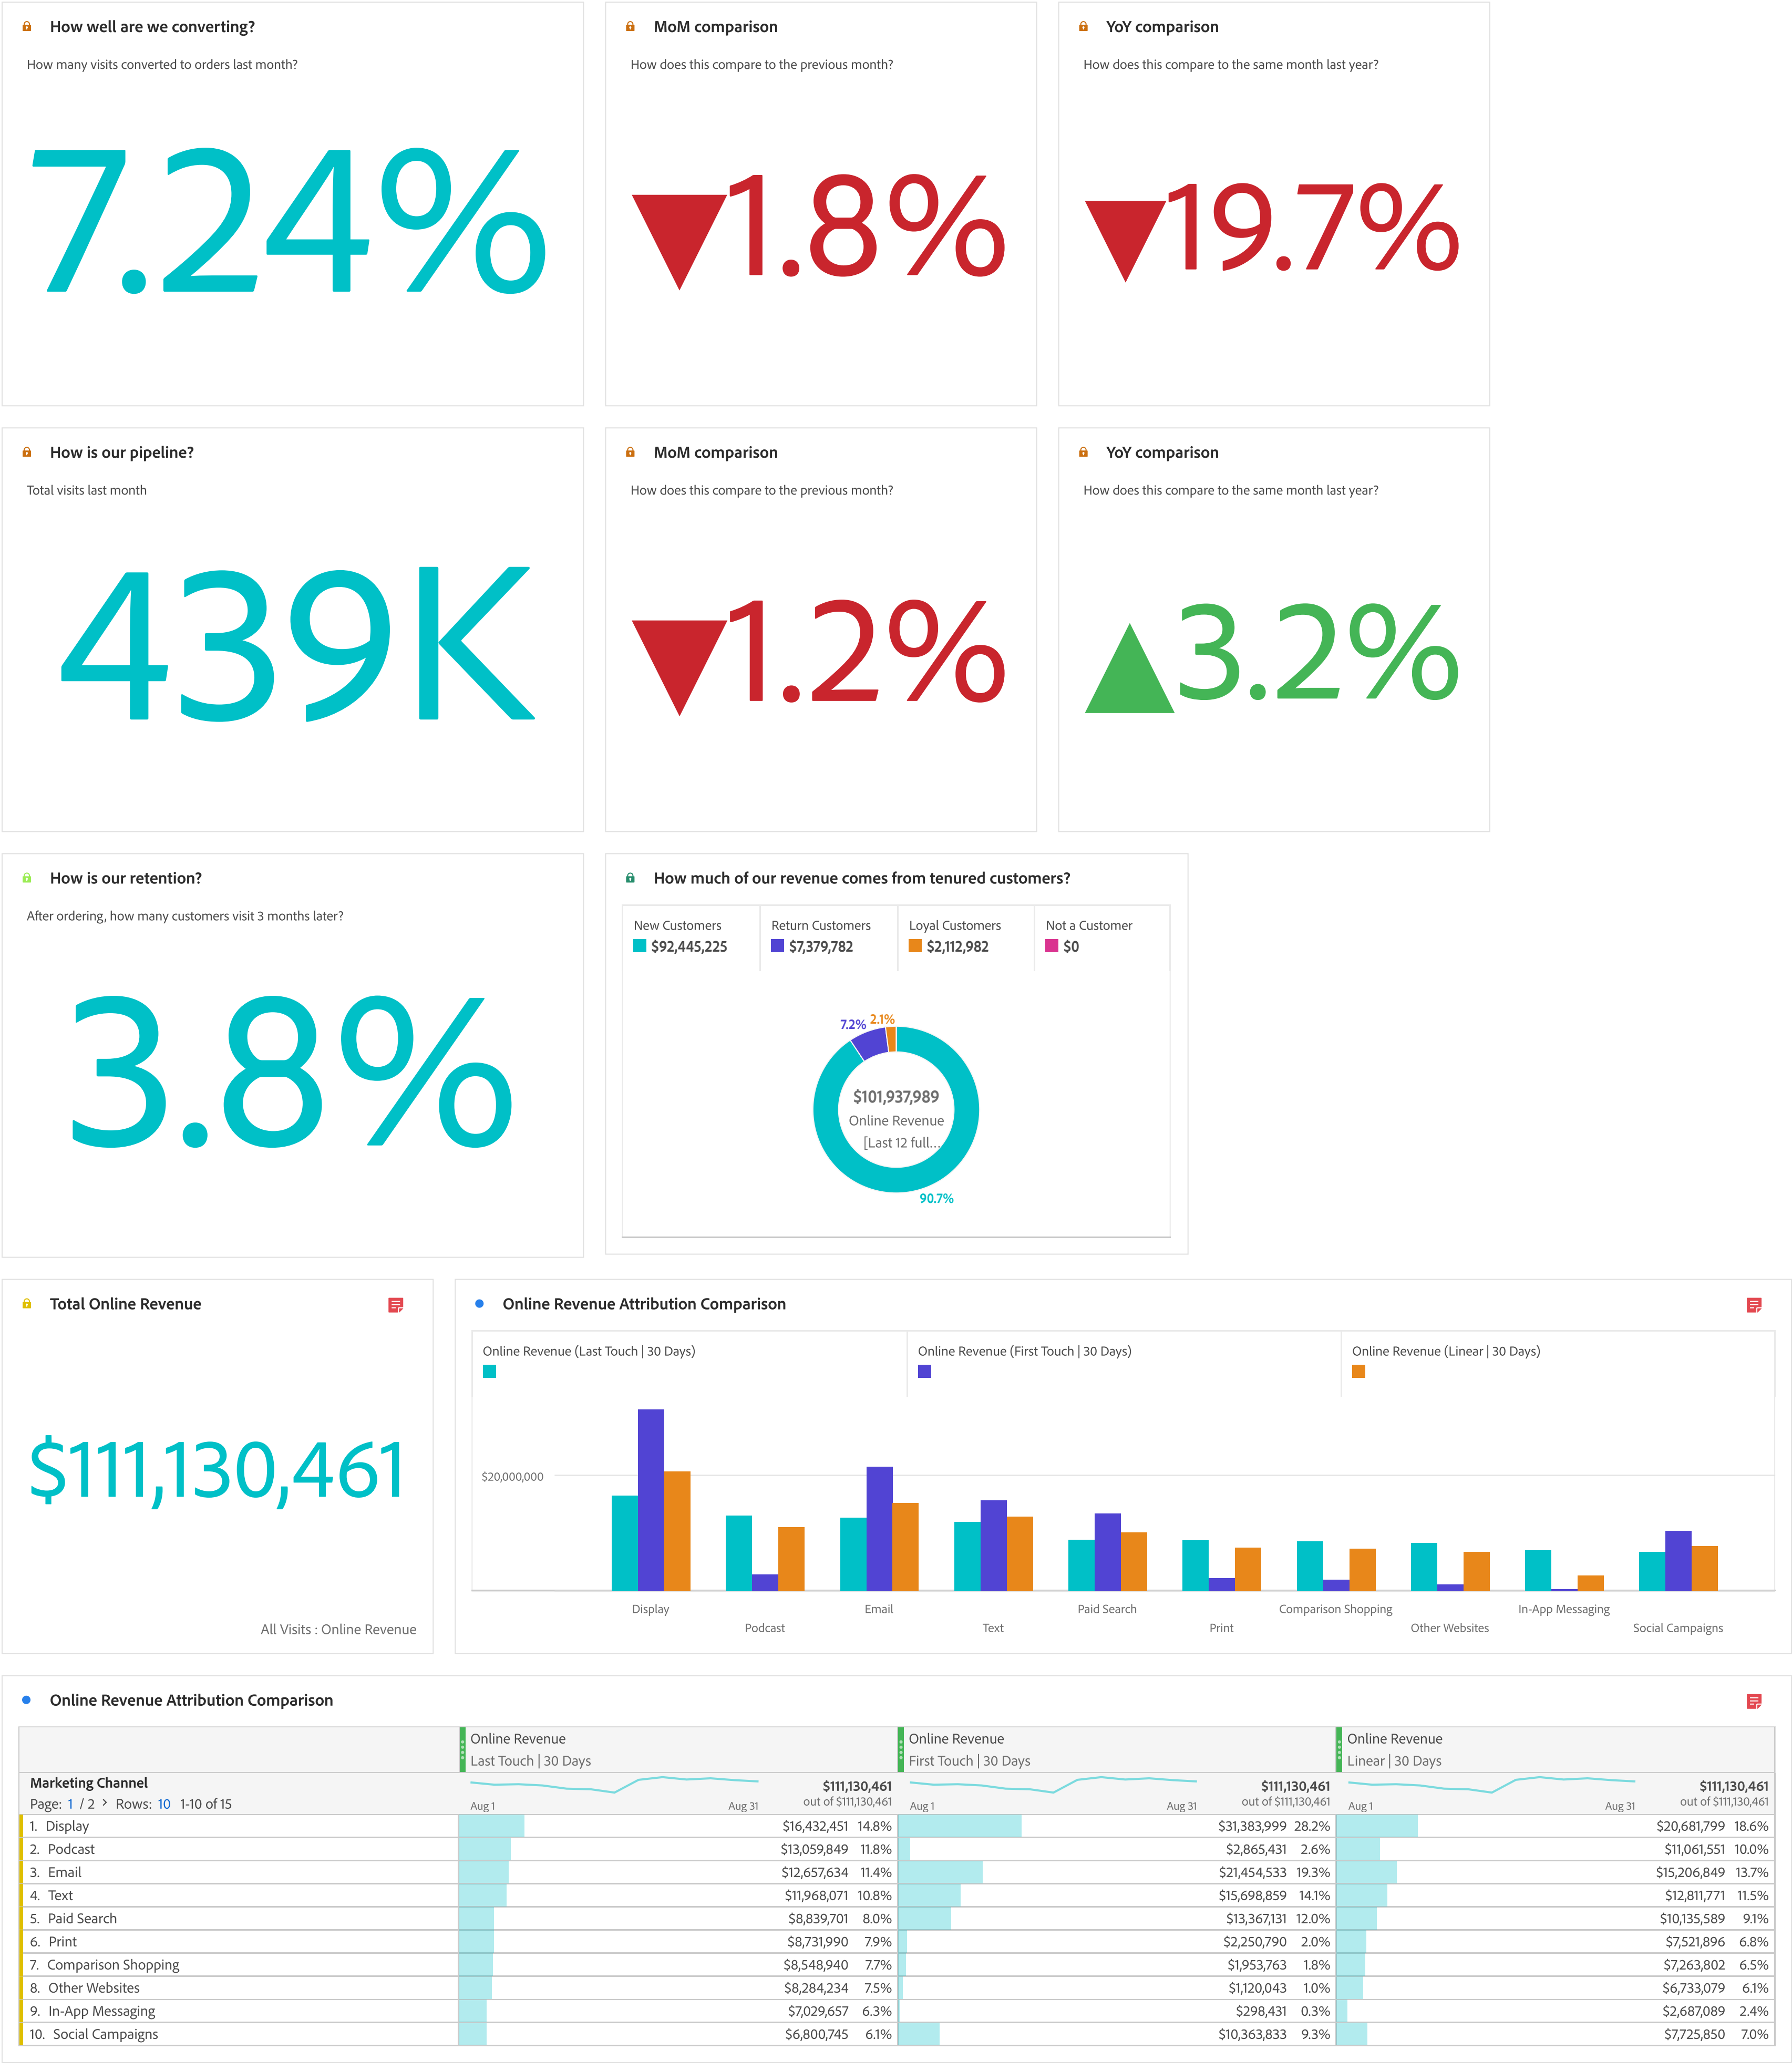 How well are we converting?
How many visits converted to orders last month?
7.24%
MoM comparison
How does this compare to the previous month?
▼1.8%
YoY comparison
How does this compare to the same month last year?
▼19.7%
How is our pipeline?
Total visits last month
439K
MoM comparison
How does this compare to the previous month?
▼1.2%
YoY comparison
How does this compare to the same month last year?
▲3.2%
How is our retention?
After ordering, how many customers visit 3 months later?
3.8%
How much of our revenue comes from tenured customers?
New Customers
$92,445,225
Return Customers
$7,379,782
Loyal Customers
$2,112,982
Not a Customer
$0
7.2%
2.1%
$101,937,989
Online Revenue
[Last 12 full...
90.7%
Total Online Revenue
$111,130,461
All Visits : Online Revenue
Online Revenue Attribution Comparison
Online Revenue (Last Touch | 30 Days)
Online Revenue (First Touch | 30 Days)
Online Revenue (Linear | 30 Days)
$20,000,000
Display
Podcast
Email
Text
Paid Search
Print
Comparison Shopping
Other Websites
In-App Messaging
Social Campaigns
Online Revenue Attribution Comparison
Online Revenue
Last Touch | 30 Days
Online Revenue
First Touch | 30 Days
Online Revenue
Linear | 30 Days
Marketing Channel
Page: 1 / 2 > Rows: 10 1-10 of 15
Aug 1 Aug 31
$111,130,461
out of $111,130,461
Aug 1 Aug 31
$111,130,461
out of $111,130,461
Aug 1 Aug 31
$111,130,461
out of $111,130,461
1. Display $16,432,451 14.8% $31,383,999 28.2% $20,681,799 18.6%
2. Podcast $13,059,849 11.8% $2,865,431 2.6% $11,061,551 10.0%
3. Email $12,657,634 11.4% $21,454,533 19.3% $15,206,849 13.7%
4. Text $11,968,071 10.8% $15,698,859 14.1% $12,811,771 11.5%
5. Paid Search $8,839,701 8.0% $13,367,131 12.0% $10,135,589 9.1%
6. Print $8,731,990 7.9% $2,250,790 2.0% $7,521,896 6.8%
7. Comparison Shopping $8,548,940 7.7% $1,953,763 1.8% $7,263,802 6.5%
8. Other Websites $8,284,234 7.5% $1,120,043 1.0% $6,733,079 6.1%
9. In-App Messaging $7,029,657 6.3% $298,431 0.3% $2,687,089 2.4%
10. Social Campaigns $6,800,745 6.1% $10,363,833 9.3% $7,725,850 7.0%